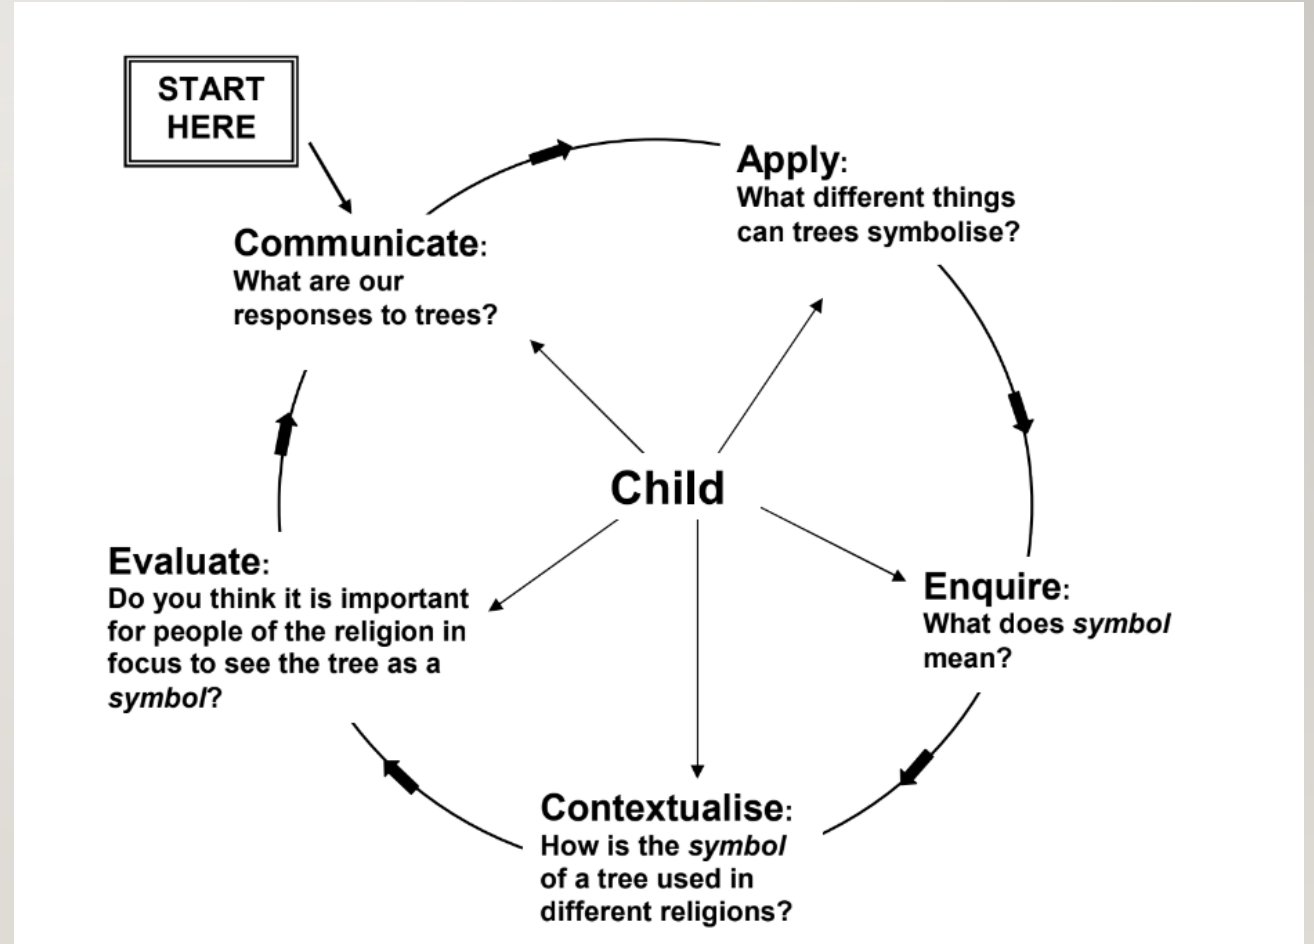 START
HERE
Communicate:
What are our
responses to trees?
Apply:
What different things
can trees symbolise?
Child
Enquire:
What does symbol
mean?
Contextualise:
How is the symbol
of a tree used in
different religions?
Evaluate:
Do you think it is important
for people of the religion in
focus to see the tree as a
symbol?